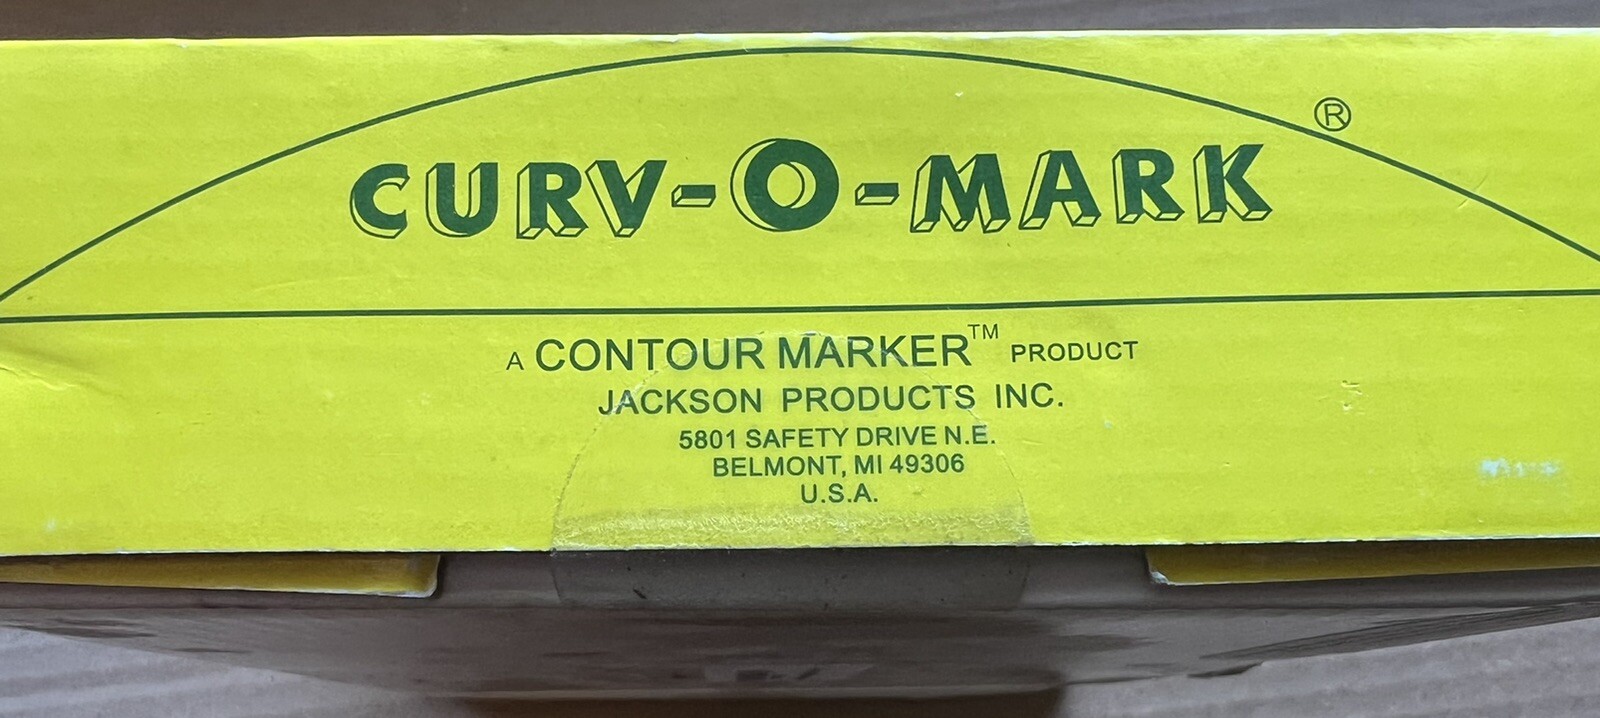 CURV-O-MARK®
A CONTOUR MARKER™ PRODUCT
JACKSON PRODUCTS INC.
5801 SAFETY DRIVE N.E.
BELMONT, MI 49306
U.S.A.